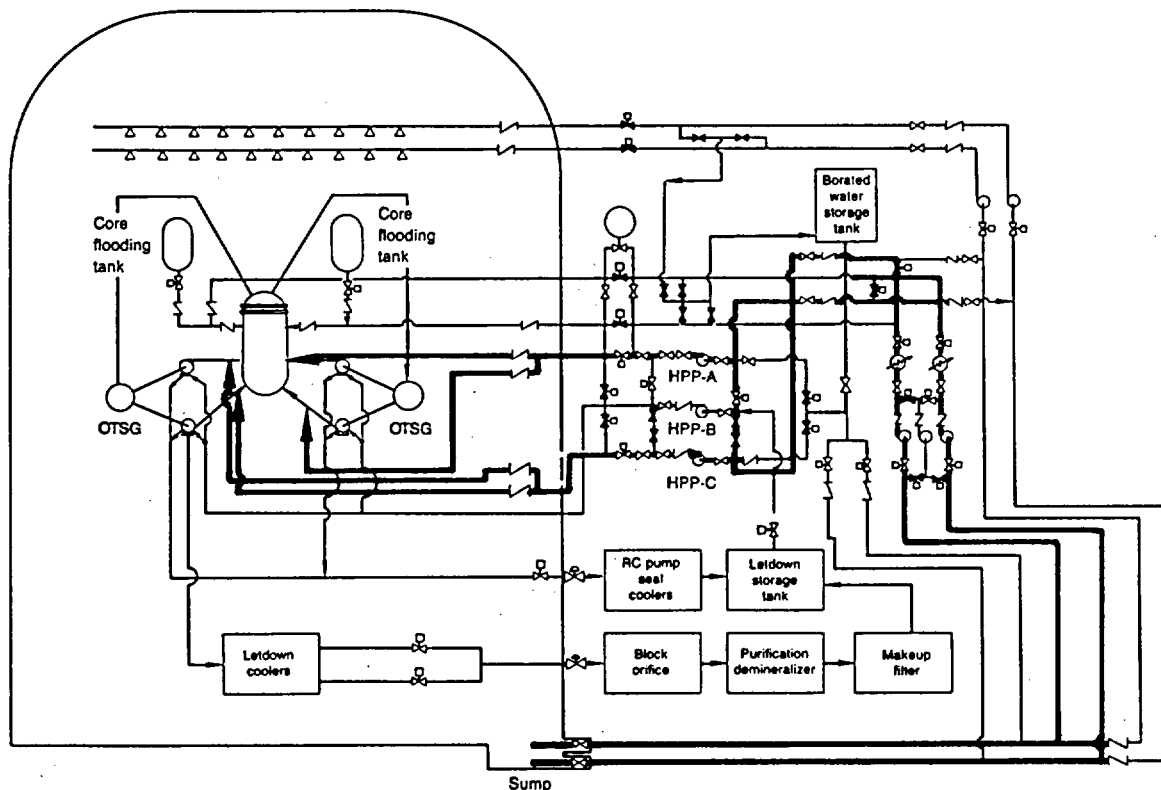 Borated
water
storage
tank
Core
flooding
tank
Core
flooding
tank
HPP-A
OTSG
OTSG
HPP-B
HPP-C
RC pump
seal
coolers
Letdown
storage
tank
Letdown
coolers
Block
orifice
Purification
demineralizer
Makeup
filter
Sump